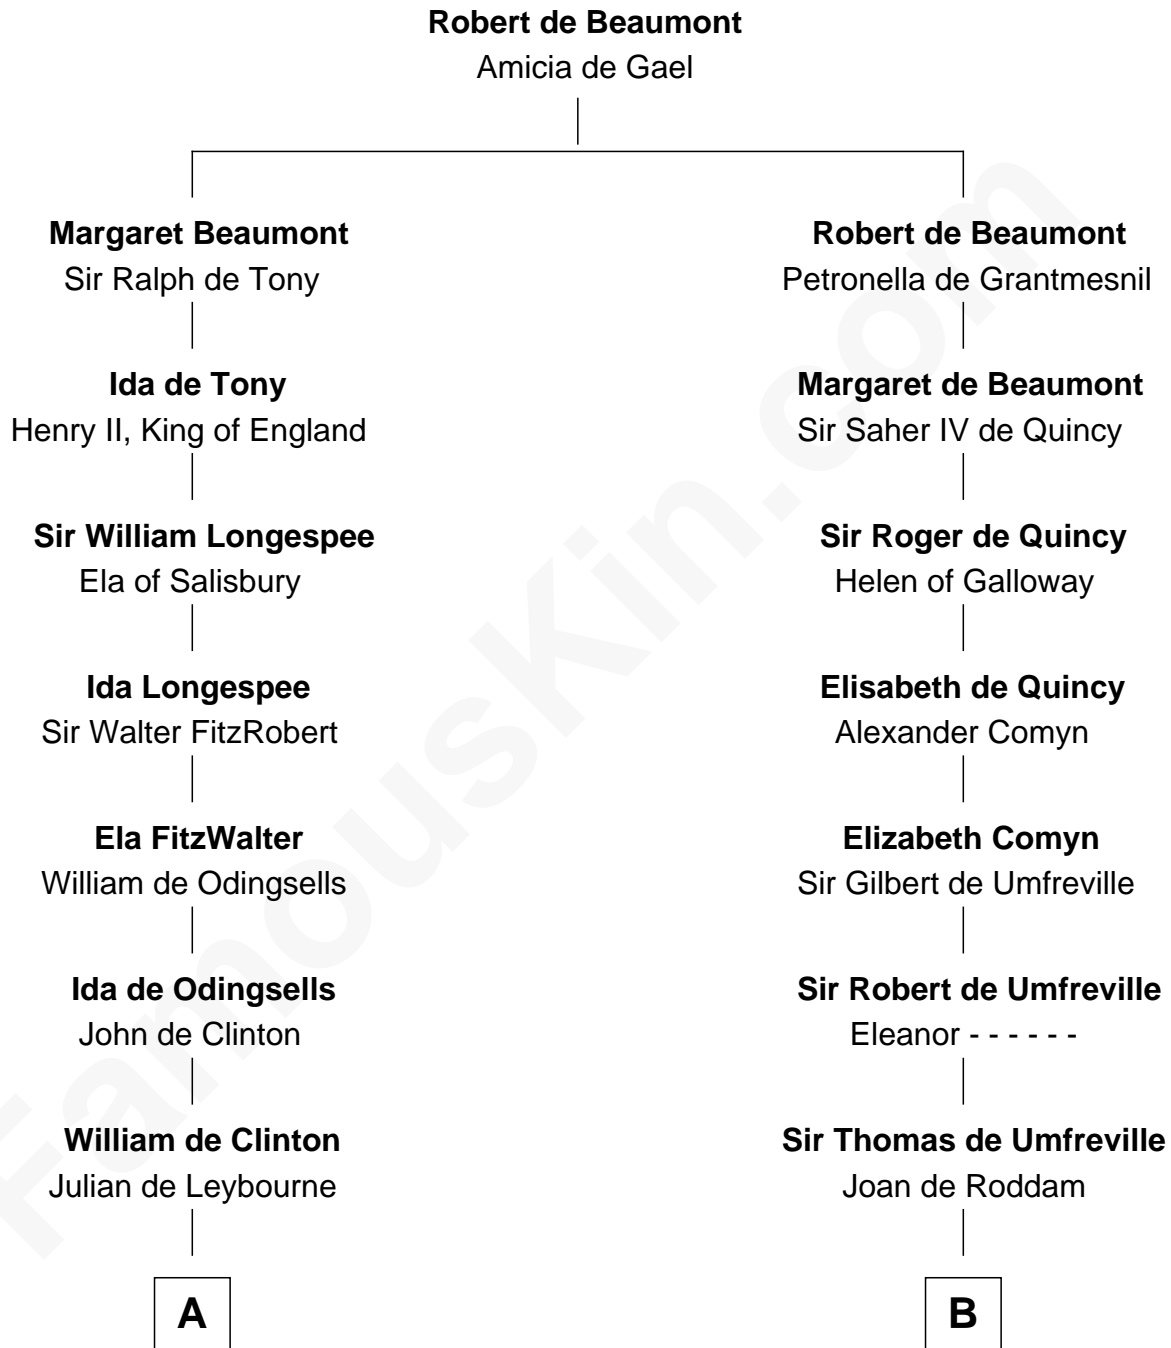 Robert de Beaumont
Amicia de Gael
Margaret Beaumont
Sir Ralph de Tony
Robert de Beaumont
Petronella de Grantmesnil
Ida de Tony
Henry II, King of England
Margaret de Beaumont
Sir Saher IV de Quincy
Sir William Longespee
Ela of Salisbury
Sir Roger de Quincy
Helen of Galloway
Ida Longespee
Sir Walter FitzRobert
Elisabeth de Quincy
Alexander Comyn
Ela FitzWalter
William de Odingsells
Elizabeth Comyn
Sir Gilbert de Umfreville
Ida de Odingsells
John de Clinton
Sir Robert de Umfreville
Eleanor - - - - - -
William de Clinton
Julian de Leybourne
Sir Thomas de Umfreville
Joan de Roddam
A
B
FamousKin.com